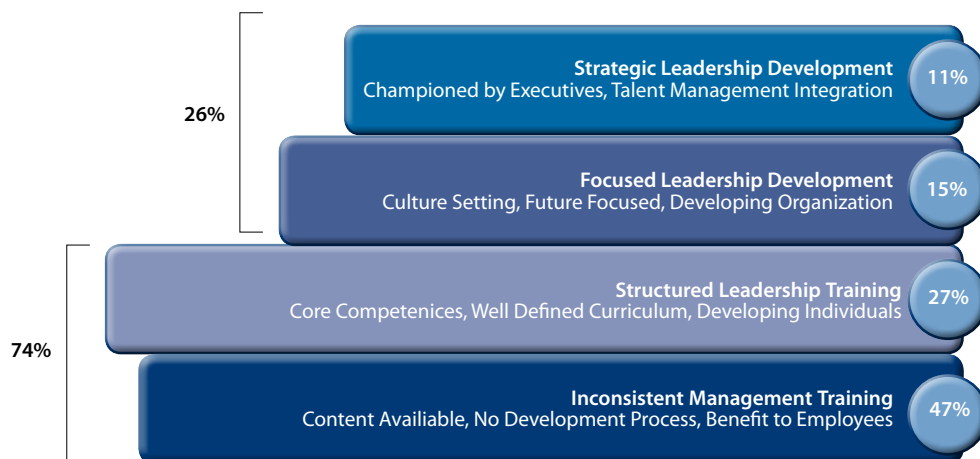 Strategic Leadership Development
Championed by Executives, Talent Management Integration
11%
26%
Focused Leadership Development
Culture Setting, Future Focused, Developing Organization
15%
Structured Leadership Training
Core Competenices, Well Defined Curriculum, Developing Individuals
27%
74%
Inconsistent Management Training
Content Availiable, No Development Process, Benefit to Employees
47%